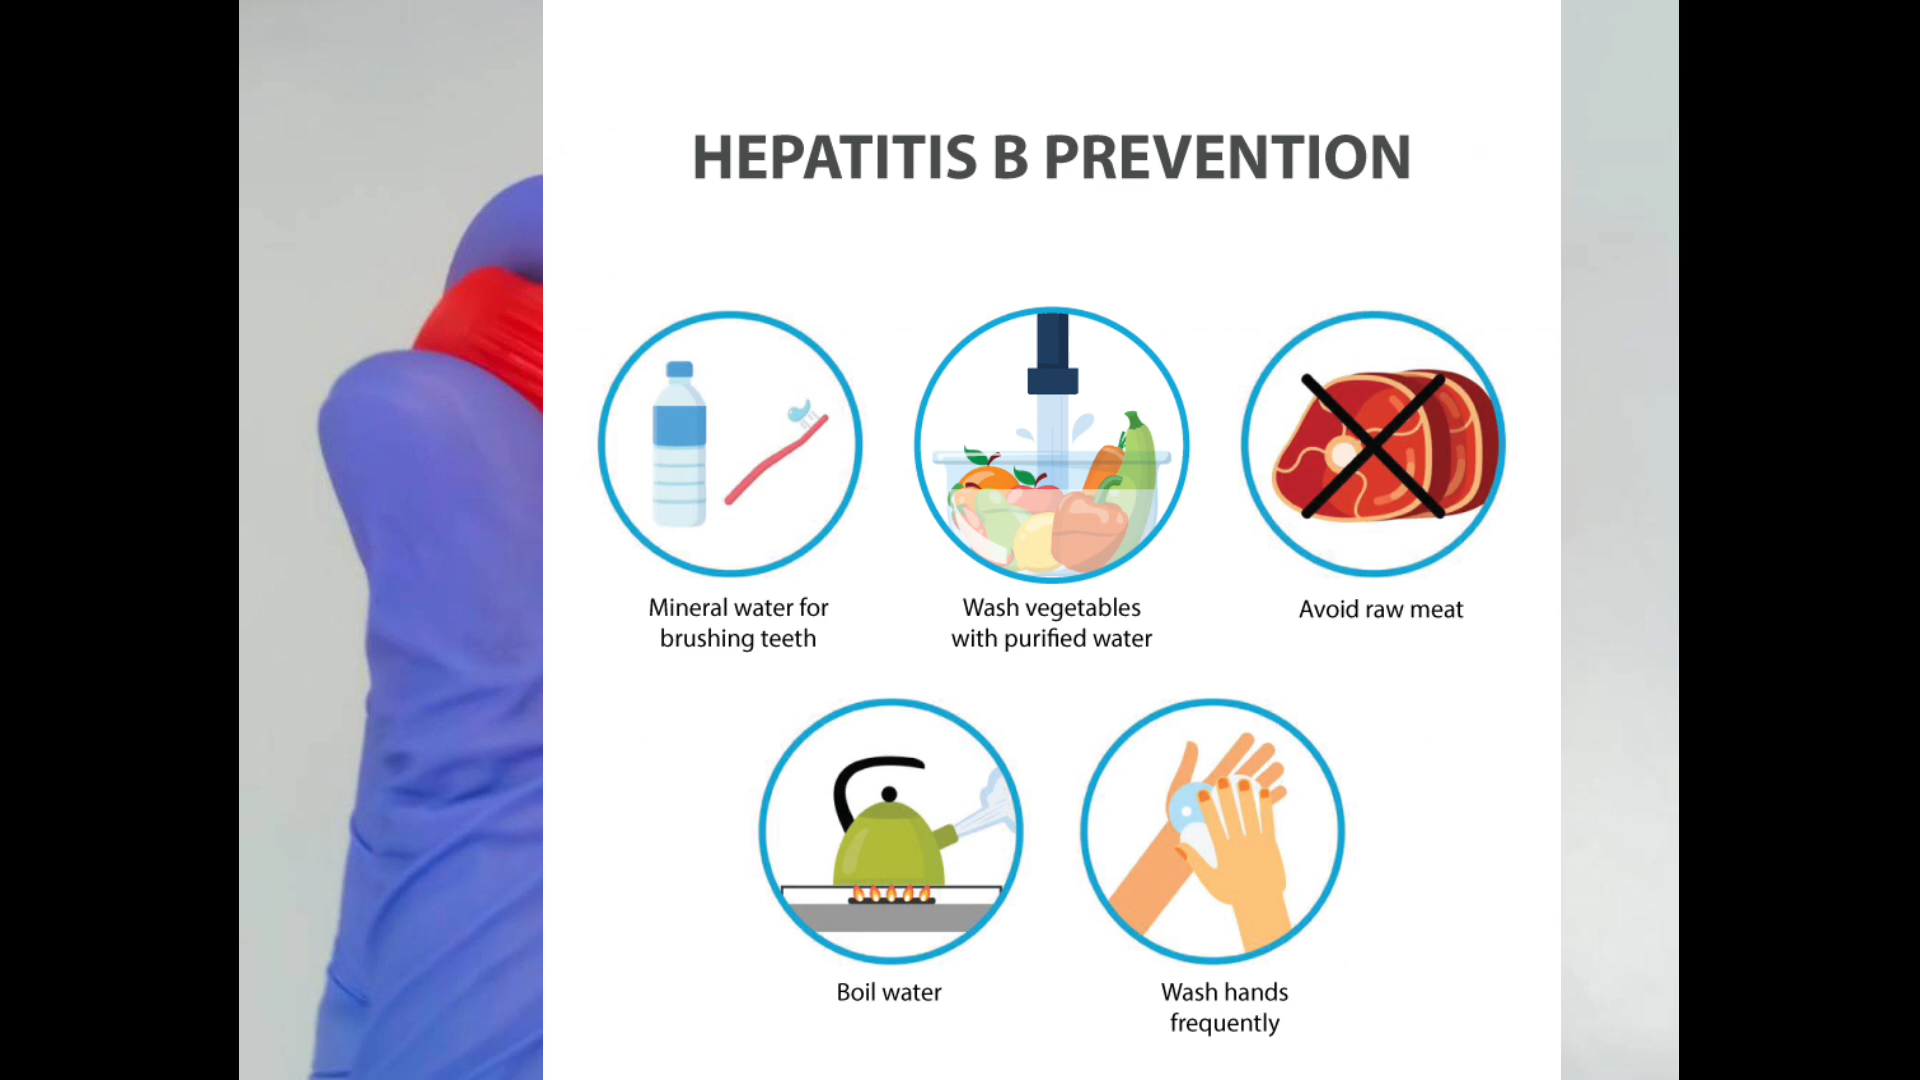 HEPATITIS B PREVENTION
Mineral water for
brushing teeth
Wash vegetables
with purified water
Avoid raw meat
Boil water
Wash hands
frequently